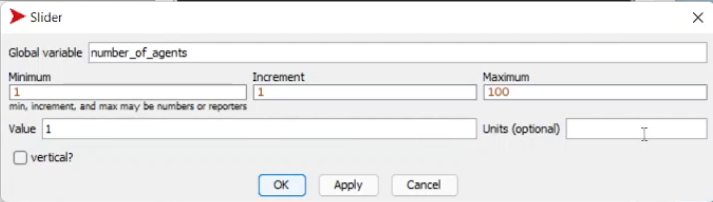 Slider
Global variable number_of_agents
Minimum Increment Maximum
1 1 100
min, increment, and max may be numbers or reporters
Value 1 Units (optional)
vertical?
OK Apply Cancel